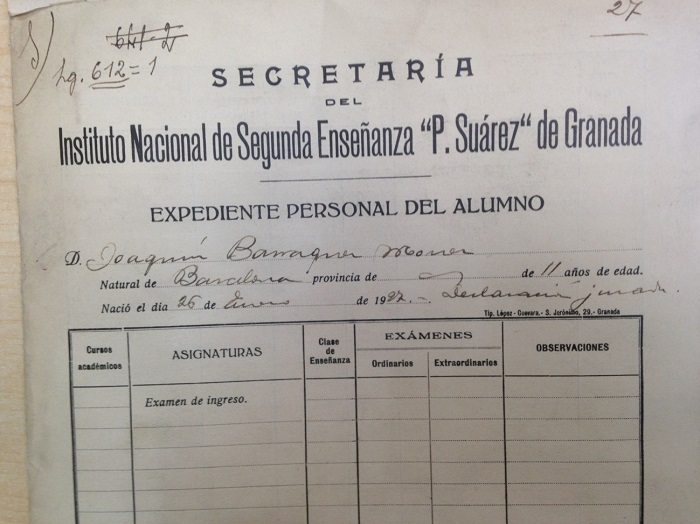 27
641-2
Lg. 612=1
SECRETARÍA
DEL
Instituto Nacional de Segunda Enseñanza "P. Suárez" de Granada
EXPEDIENTE PERSONAL DEL ALUMNO
D. Joaquín Barraquer Moner
Natural de Barcelona provincia de de 11 años de edad.
Nació el día 26 de Enero de 1927.- Declaración jurada.
Tip. López-Guevara.- S. Jerónimo, 29.- Granada
Cursos académicos
ASIGNATURAS
Clase de Enseñanza
EXÁMENES
Ordinarios
Extraordinarios
OBSERVACIONES
Examen de ingreso.